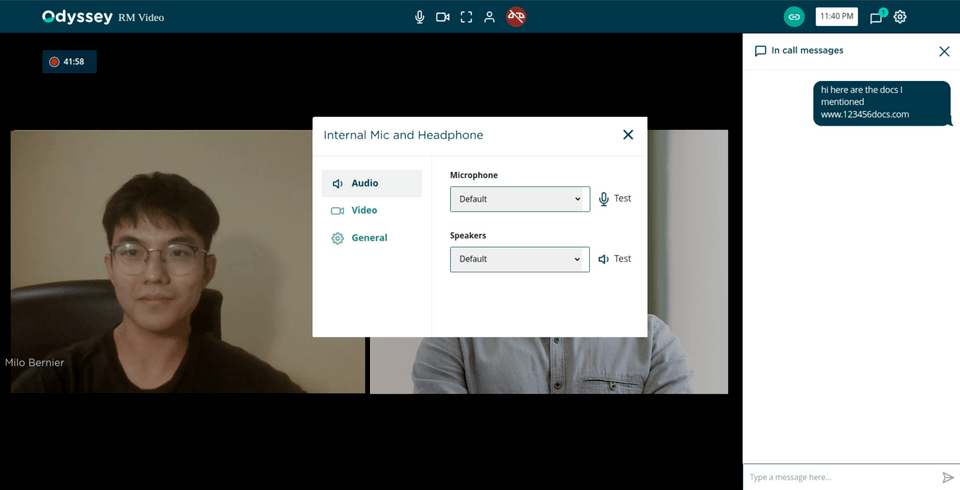 Odyssey RM Video
11:40 PM
1
41:58
In call messages
hi here are the docs I
mentioned
www.123456docs.com
Internal Mic and Headphone
Audio
Video
General
Microphone
Default
Test
Speakers
Default
Test
Milo Bernier
Type a message here...